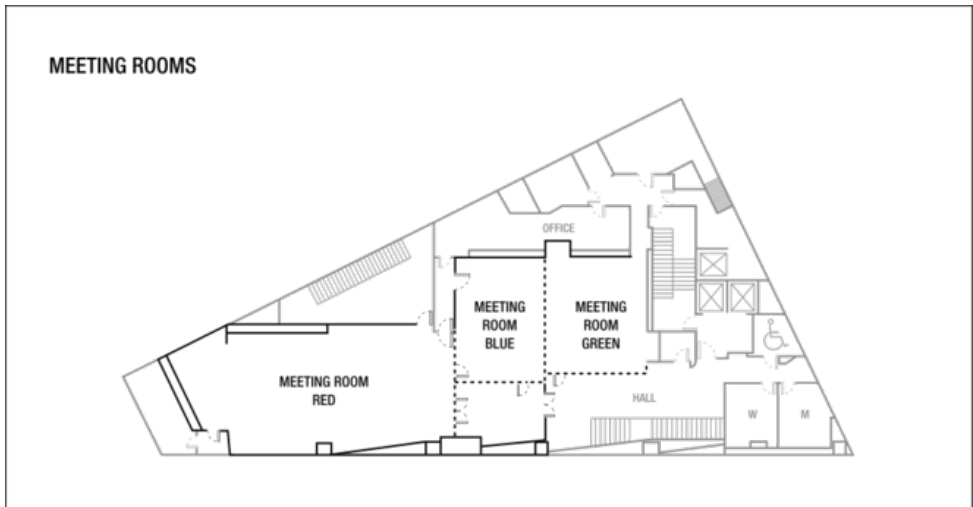 MEETING ROOMS
OFFICE
MEETING
ROOM
BLUE
MEETING
ROOM
GREEN
MEETING ROOM
RED
HALL
W
M